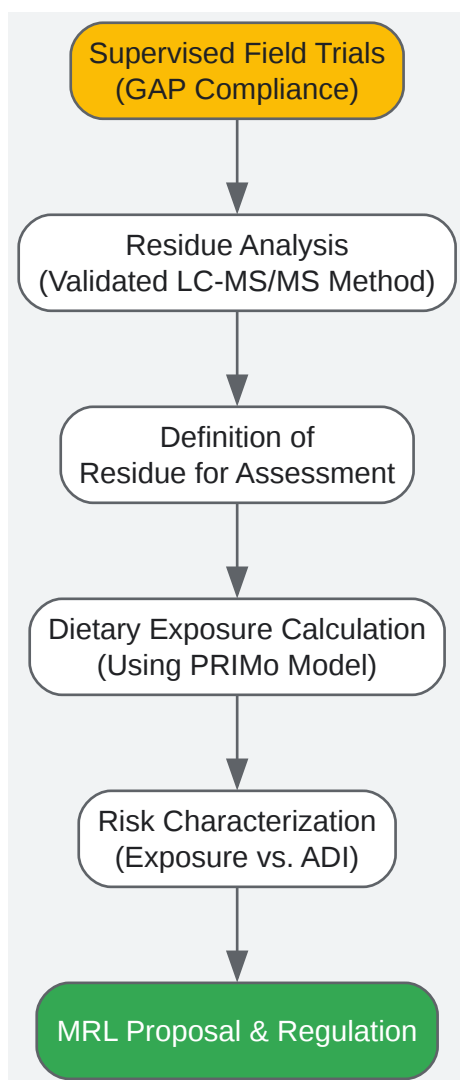 Supervised Field Trials
(GAP Compliance)
Residue Analysis
(Validated LC-MS/MS Method)
Definition of
Residue for Assessment
Dietary Exposure Calculation
(Using PRIMo Model)
Risk Characterization
(Exposure vs. ADI)
MRL Proposal & Regulation